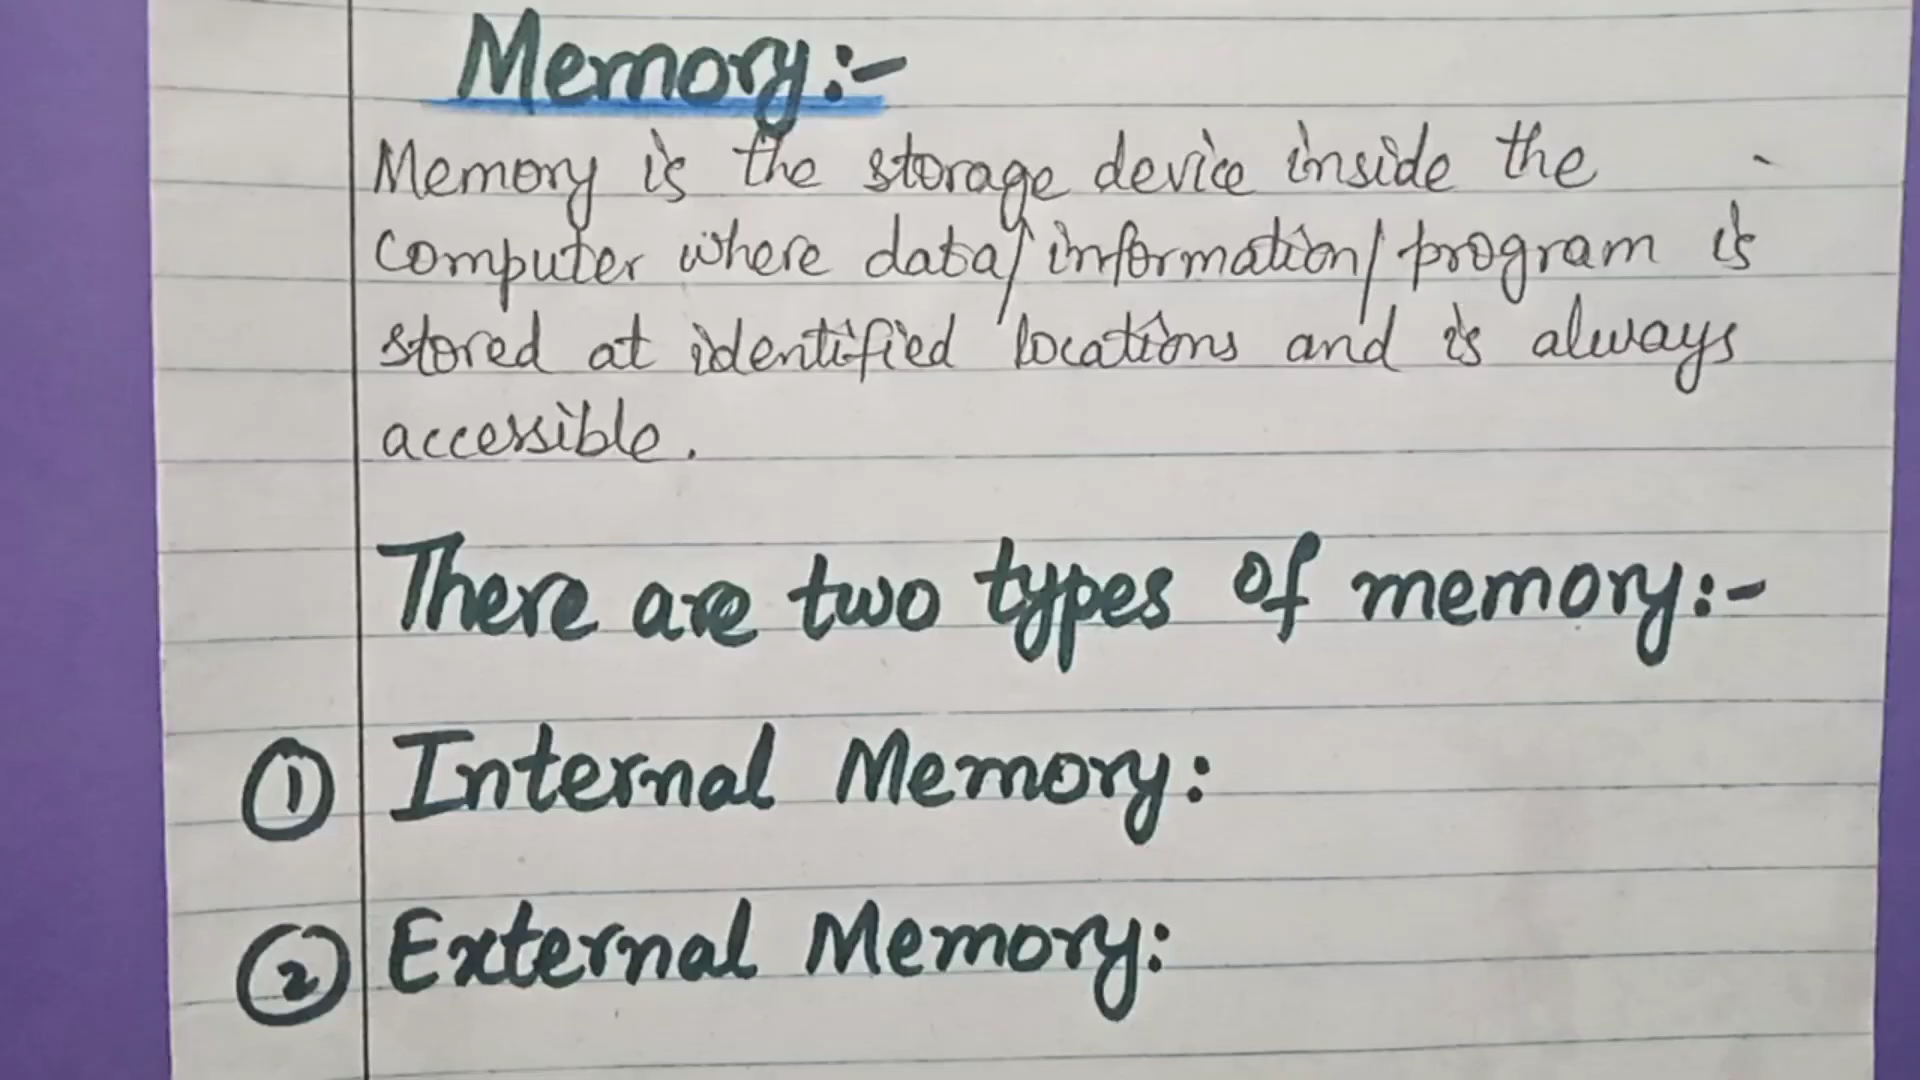 Memory:-
Memory is the storage device inside the
computer where data/information/program is
stored at identified locations and is always
accessible.
There are two types of memory:-
① Internal Memory:
② External Memory: